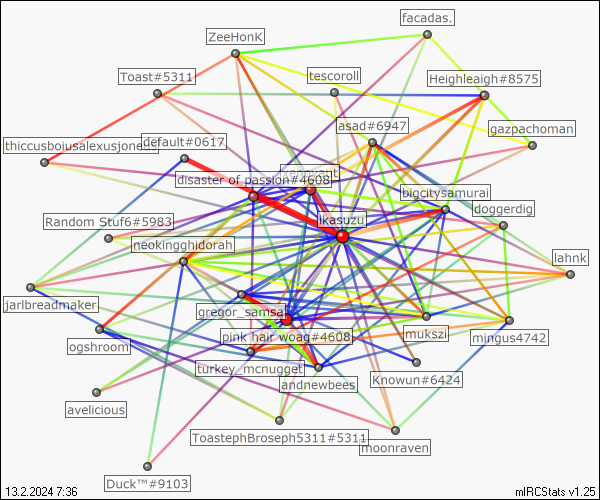 facadas.
ZeeHonK
Toast#5311
tescoroll
Heighleaigh#8575
asad#6947
gazpachoman
default#0617
thiccusboiusalexusjones
disaster of passion#4608
bigcitysamurai
doggerdig
ikasuzu
Random Stuf6#5983
neokingghidorah
lahnk
jarlbreadmaker
gregor_samsa
pink hair woag#4608
mukszi
mingus4742
ogshroom
turkey_mcnugget
andnewbees
Knowun#6424
avelicious
ToastephBroseph5311#5311
moonraven
Duck™#9103
13.2.2024 7:36
mIRCStats v1.25